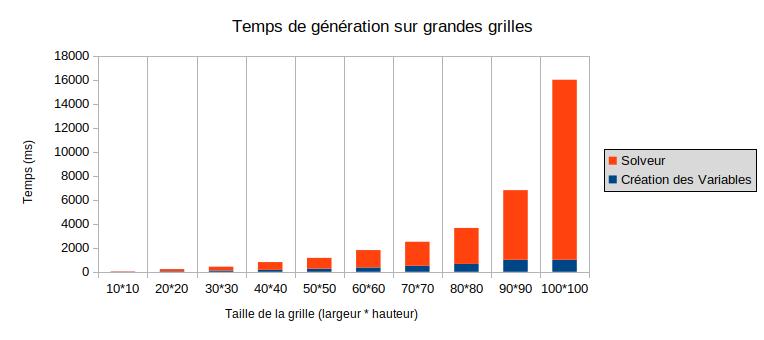 Temps de génération sur grandes grilles
18000
16000
14000
12000
10000
8000
6000
4000
2000
0
Temps (ms)
10*10 20*20 30*30 40*40 50*50 60*60 70*70 80*80 90*90 100*100
Taille de la grille (largeur * hauteur)
Solveur
Création des Variables